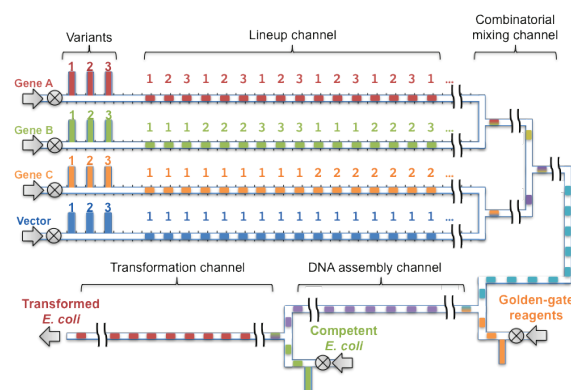 Combinatorial
mixing channel
Variants
Lineup channel
1 2 3
1 2 3 1 2 3 1 2 3 1 2 3 1 2 3 1 ...
Gene A
1 2 3
1 1 1 2 2 2 3 3 3 1 1 1 2 2 2 3 ...
Gene B
1 2 3
1 1 1 1 1 1 1 1 1 2 2 2 2 2 2 2 ...
Gene C
1 2 3
1 1 1 1 1 1 1 1 1 1 1 1 1 1 1 1 ...
Vector
Transformation channel
DNA assembly channel
Transformed
E. coli
Competent
E. coli
Golden-gate
reagents